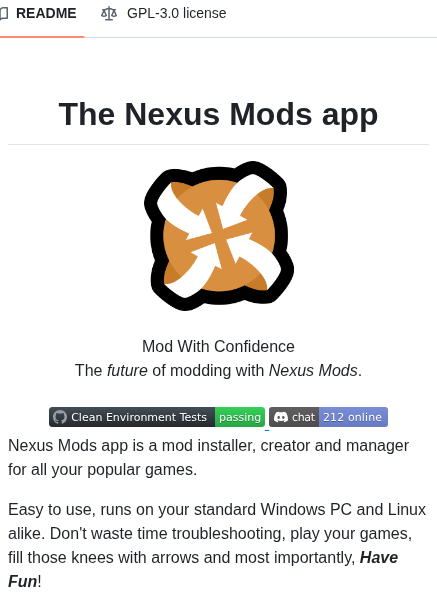 README GPL-3.0 license
The Nexus Mods app
Mod With Confidence
The future of modding with Nexus Mods.
Clean Environment Tests passing chat 212 online
Nexus Mods app is a mod installer, creator and manager
for all your popular games.
Easy to use, runs on your standard Windows PC and Linux
alike. Don't waste time troubleshooting, play your games,
fill those knees with arrows and most importantly, Have
Fun!